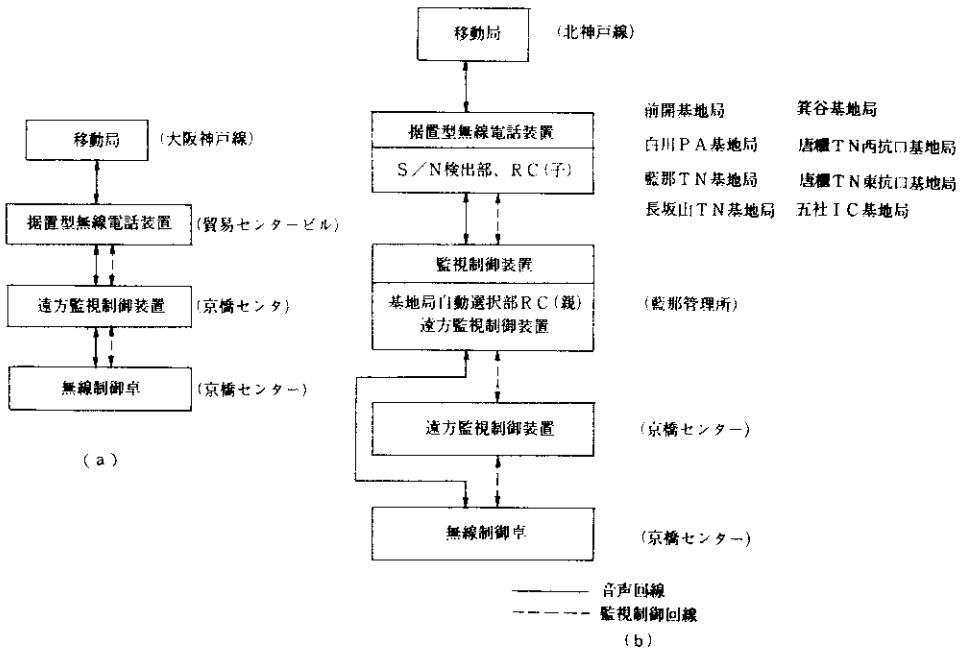 移動局 (大阪神戸線)
据置型無線電話装置 (貿易センタービル)
遠方監視制御装置 (京橋センタ)
無線制御卓 (京橋センター)
(a)
移動局 (北神戸線)
据置型無線電話装置
S/N検出部、RC(子)
前開基地局 箕谷基地局
白川PA基地局 唐櫃TN西抗口基地局
藍那TN基地局 唐櫃TN東抗口基地局
長坂山TN基地局 五社IC基地局
監視制御装置
基地局自動選択部RC(親)
遠方監視制御装置
(藍那管理所)
遠方監視制御装置 (京橋センター)
無線制御卓 (京橋センター)
音声回線
監視制御回線
(b)